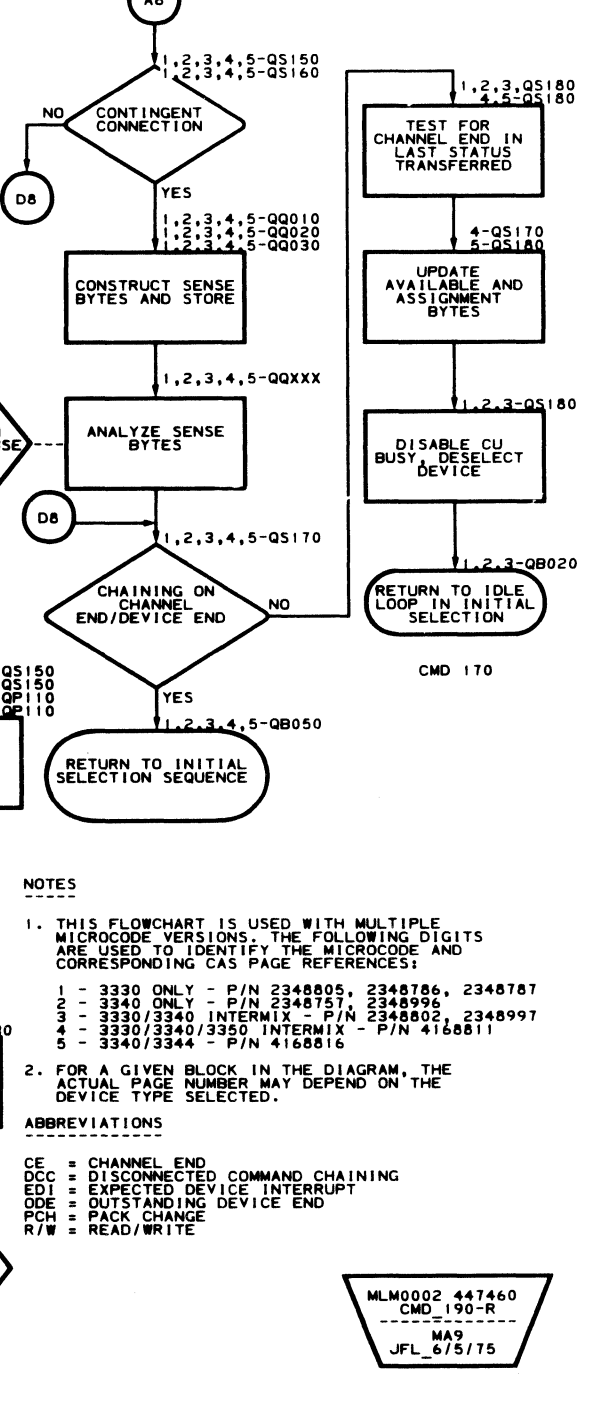 A6
1,2,3,4,5-QS150
1,2,3,4,5-QS160
CONTINGENT
CONNECTION
NO
D8
YES
1,2,3,4,5-QQ010
1,2,3,4,5-QQ020
1,2,3,4,5-QQ030
CONSTRUCT SENSE
BYTES AND STORE
1,2,3,4,5-QQXXX
ANALYZE SENSE
BYTES
D8
1,2,3,4,5-QS170
CHAINING ON
CHANNEL
END/DEVICE END
NO
YES
1,2,3,4,5-QB050
RETURN TO INITIAL
SELECTION SEQUENCE
1,2,3,QS180
4,5-QS180
TEST FOR
CHANNEL END IN
LAST STATUS
TRANSFERRED
4-QS170
5-QS180
UPDATE
AVAILABLE AND
ASSIGNMENT
BYTES
1,2,3-QS180
DISABLE CU
BUSY, DESELECT
DEVICE
1,2,3-QB020
RETURN TO IDLE
LOOP IN INITIAL
SELECTION
CMD 170
QS150
QS150
QP110
QP110
NOTES
1. THIS FLOWCHART IS USED WITH MULTIPLE
MICROCODE VERSIONS. THE FOLLOWING DIGITS
ARE USED TO IDENTIFY THE MICROCODE AND
CORRESPONDING CAS PAGE REFERENCES:
1 - 3330 ONLY - P/N 2348805, 2348786, 2348787
2 - 3340 ONLY - P/N 2348757, 2348996
3 - 3330/3340 INTERMIX - P/N 2348802, 2348997
4 - 3330/3340/3350 INTERMIX - P/N 4168811
5 - 3340/3344 - P/N 4168816
2. FOR A GIVEN BLOCK IN THE DIAGRAM, THE
ACTUAL PAGE NUMBER MAY DEPEND ON THE
DEVICE TYPE SELECTED.
ABBREVIATIONS
CE = CHANNEL END
DCC = DISCONNECTED COMMAND CHAINING
EDI = EXPECTED DEVICE INTERRUPT
ODE = OUTSTANDING DEVICE END
PCH = PACK CHANGE
R/W = READ/WRITE
MLM0002 447460
CMD_190-R
MA9
JFL_6/5/75